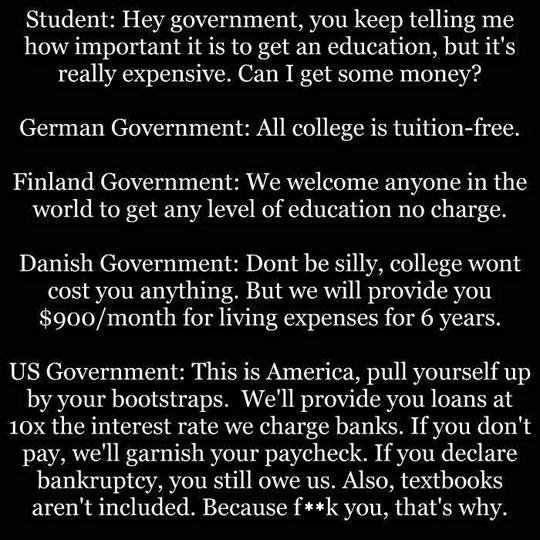 Student: Hey government, you keep telling me
how important it is to get an education, but it's
really expensive. Can I get some money?
German Government: All college is tuition-free.
Finland Government: We welcome anyone in the
world to get any level of education no charge.
Danish Government: Dont be silly, college wont
cost you anything. But we will provide you
$900/month for living expenses for 6 years.
US Government: This is America, pull yourself up
by your bootstraps.  We'll provide you loans at
10x the interest rate we charge banks. If you don't
pay, we'll garnish your paycheck. If you declare
bankruptcy, you still owe us. Also, textbooks
aren't included. Because f**k you, that's why.